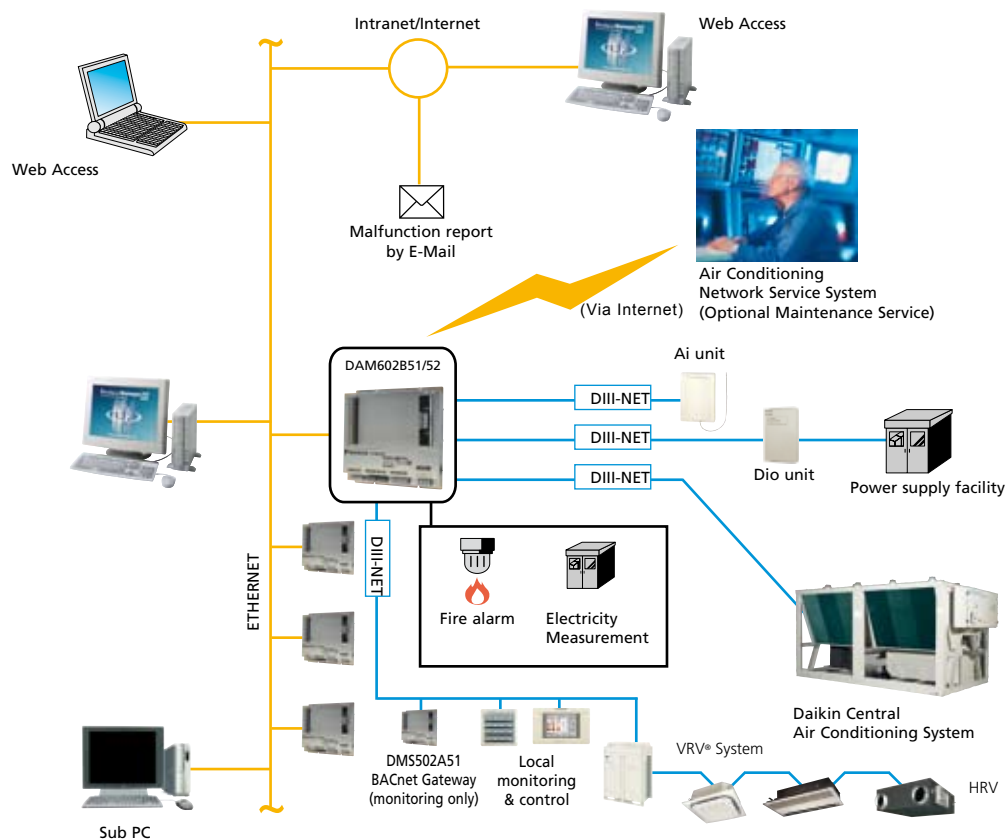 Intranet/Internet
Web Access
Web Access
Malfunction report
by E-Mail
Air Conditioning
Network Service System
(Optional Maintenance Service)
(Via Internet)
DAM602B51/52
Ai unit
DIII-NET
DIII-NET
Dio unit
Power supply facility
DIII-NET
DIII-NET
ETHERNET
Fire alarm
Electricity
Measurement
Daikin Central
Air Conditioning System
DMS502A51
BACnet Gateway
(monitoring only)
Local
monitoring
& control
VRV® System
HRV
Sub PC